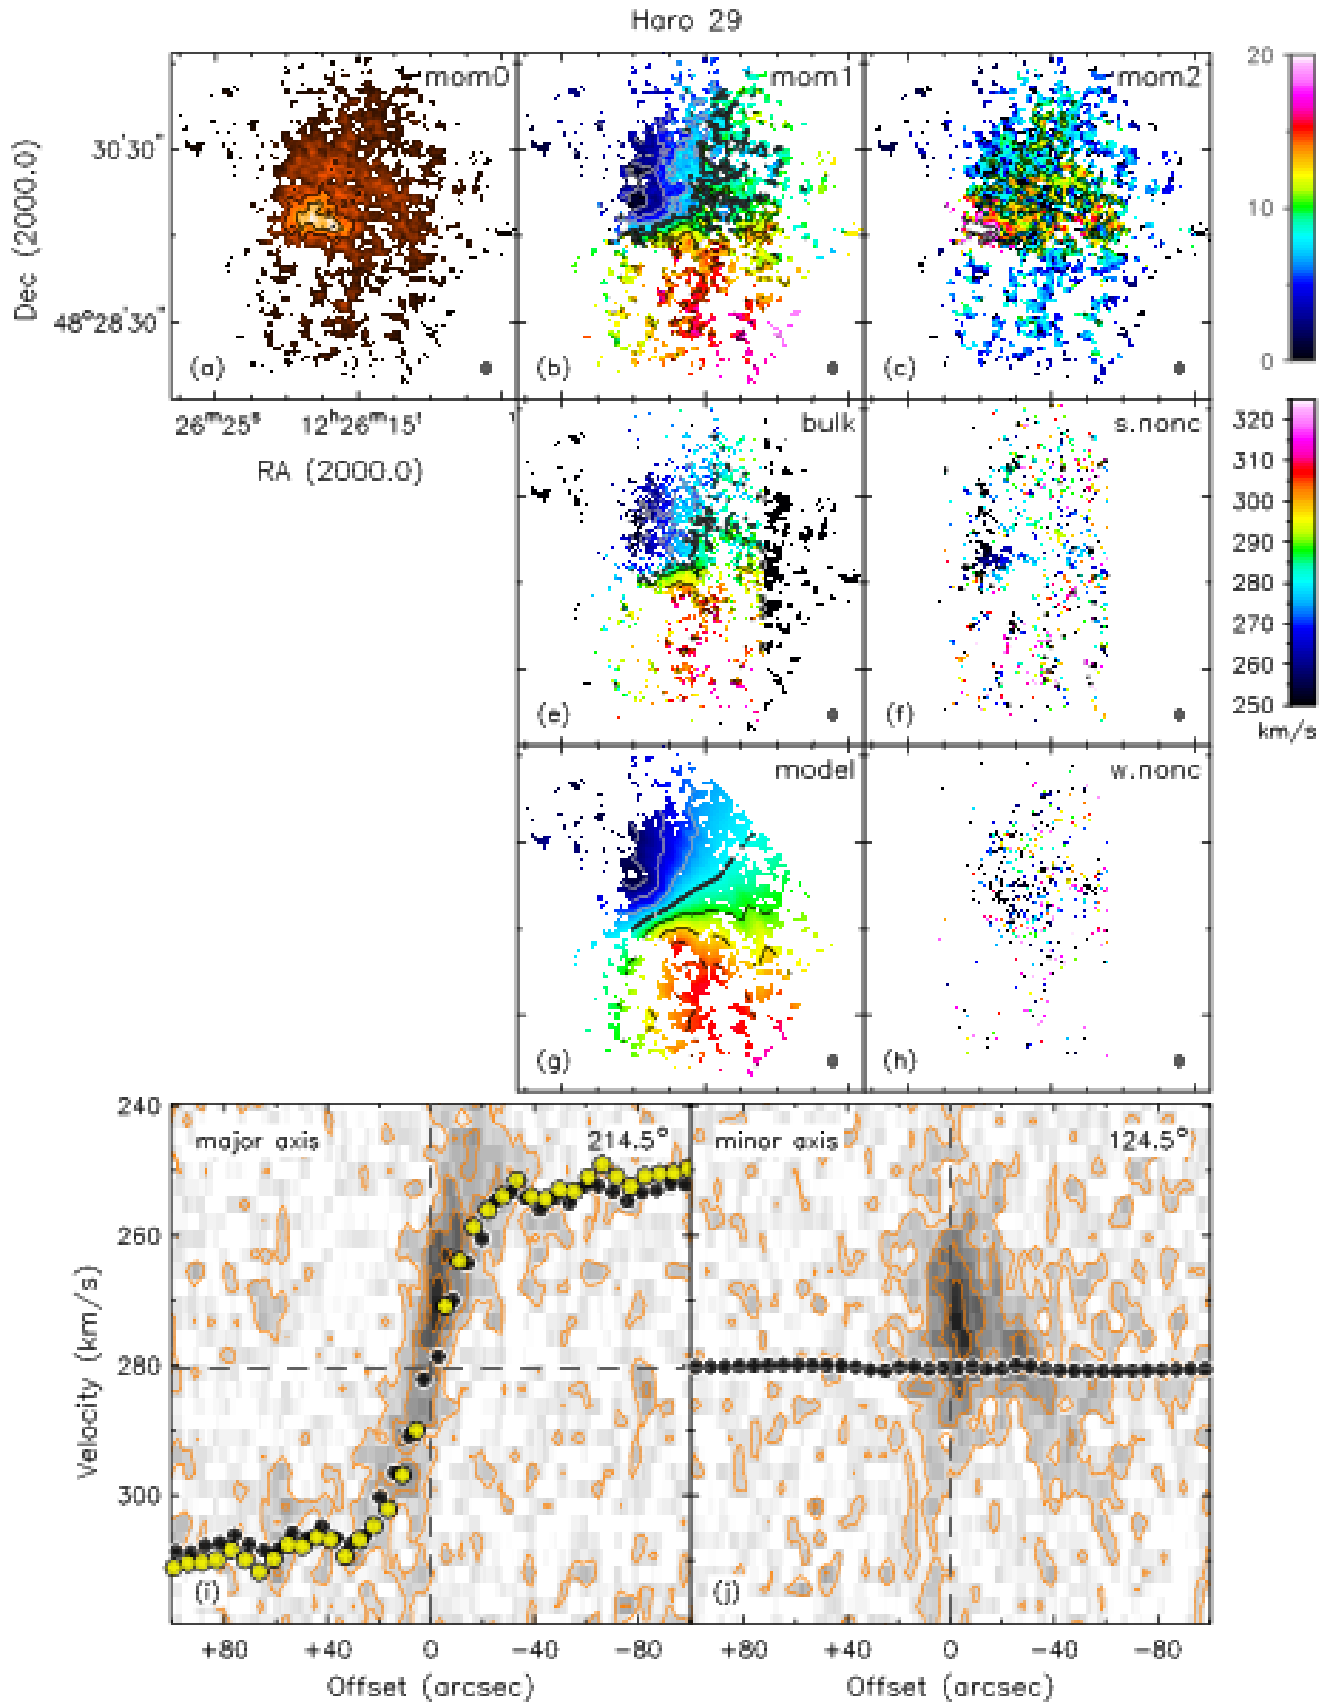 Haro 29
mom0
mom1
mom2
20
10
0
Dec (2000.0)
30'30"
48°28'30"
(a)
(b)
(c)
26ᵐ25ˢ
12ʰ26ᵐ15ˢ
1
RA (2000.0)
bulk
s.nonc
320
310
300
290
280
270
260
250
km/s
(e)
(f)
model
w.nonc
(g)
(h)
240
260
280
300
Velocity (km/s)
major axis
214.5°
minor axis
124.5°
(i)
(j)
+80
+40
0
−40
+80
+40
0
−40
−80
Offset (arcsec)
Offset (arcsec)
−80